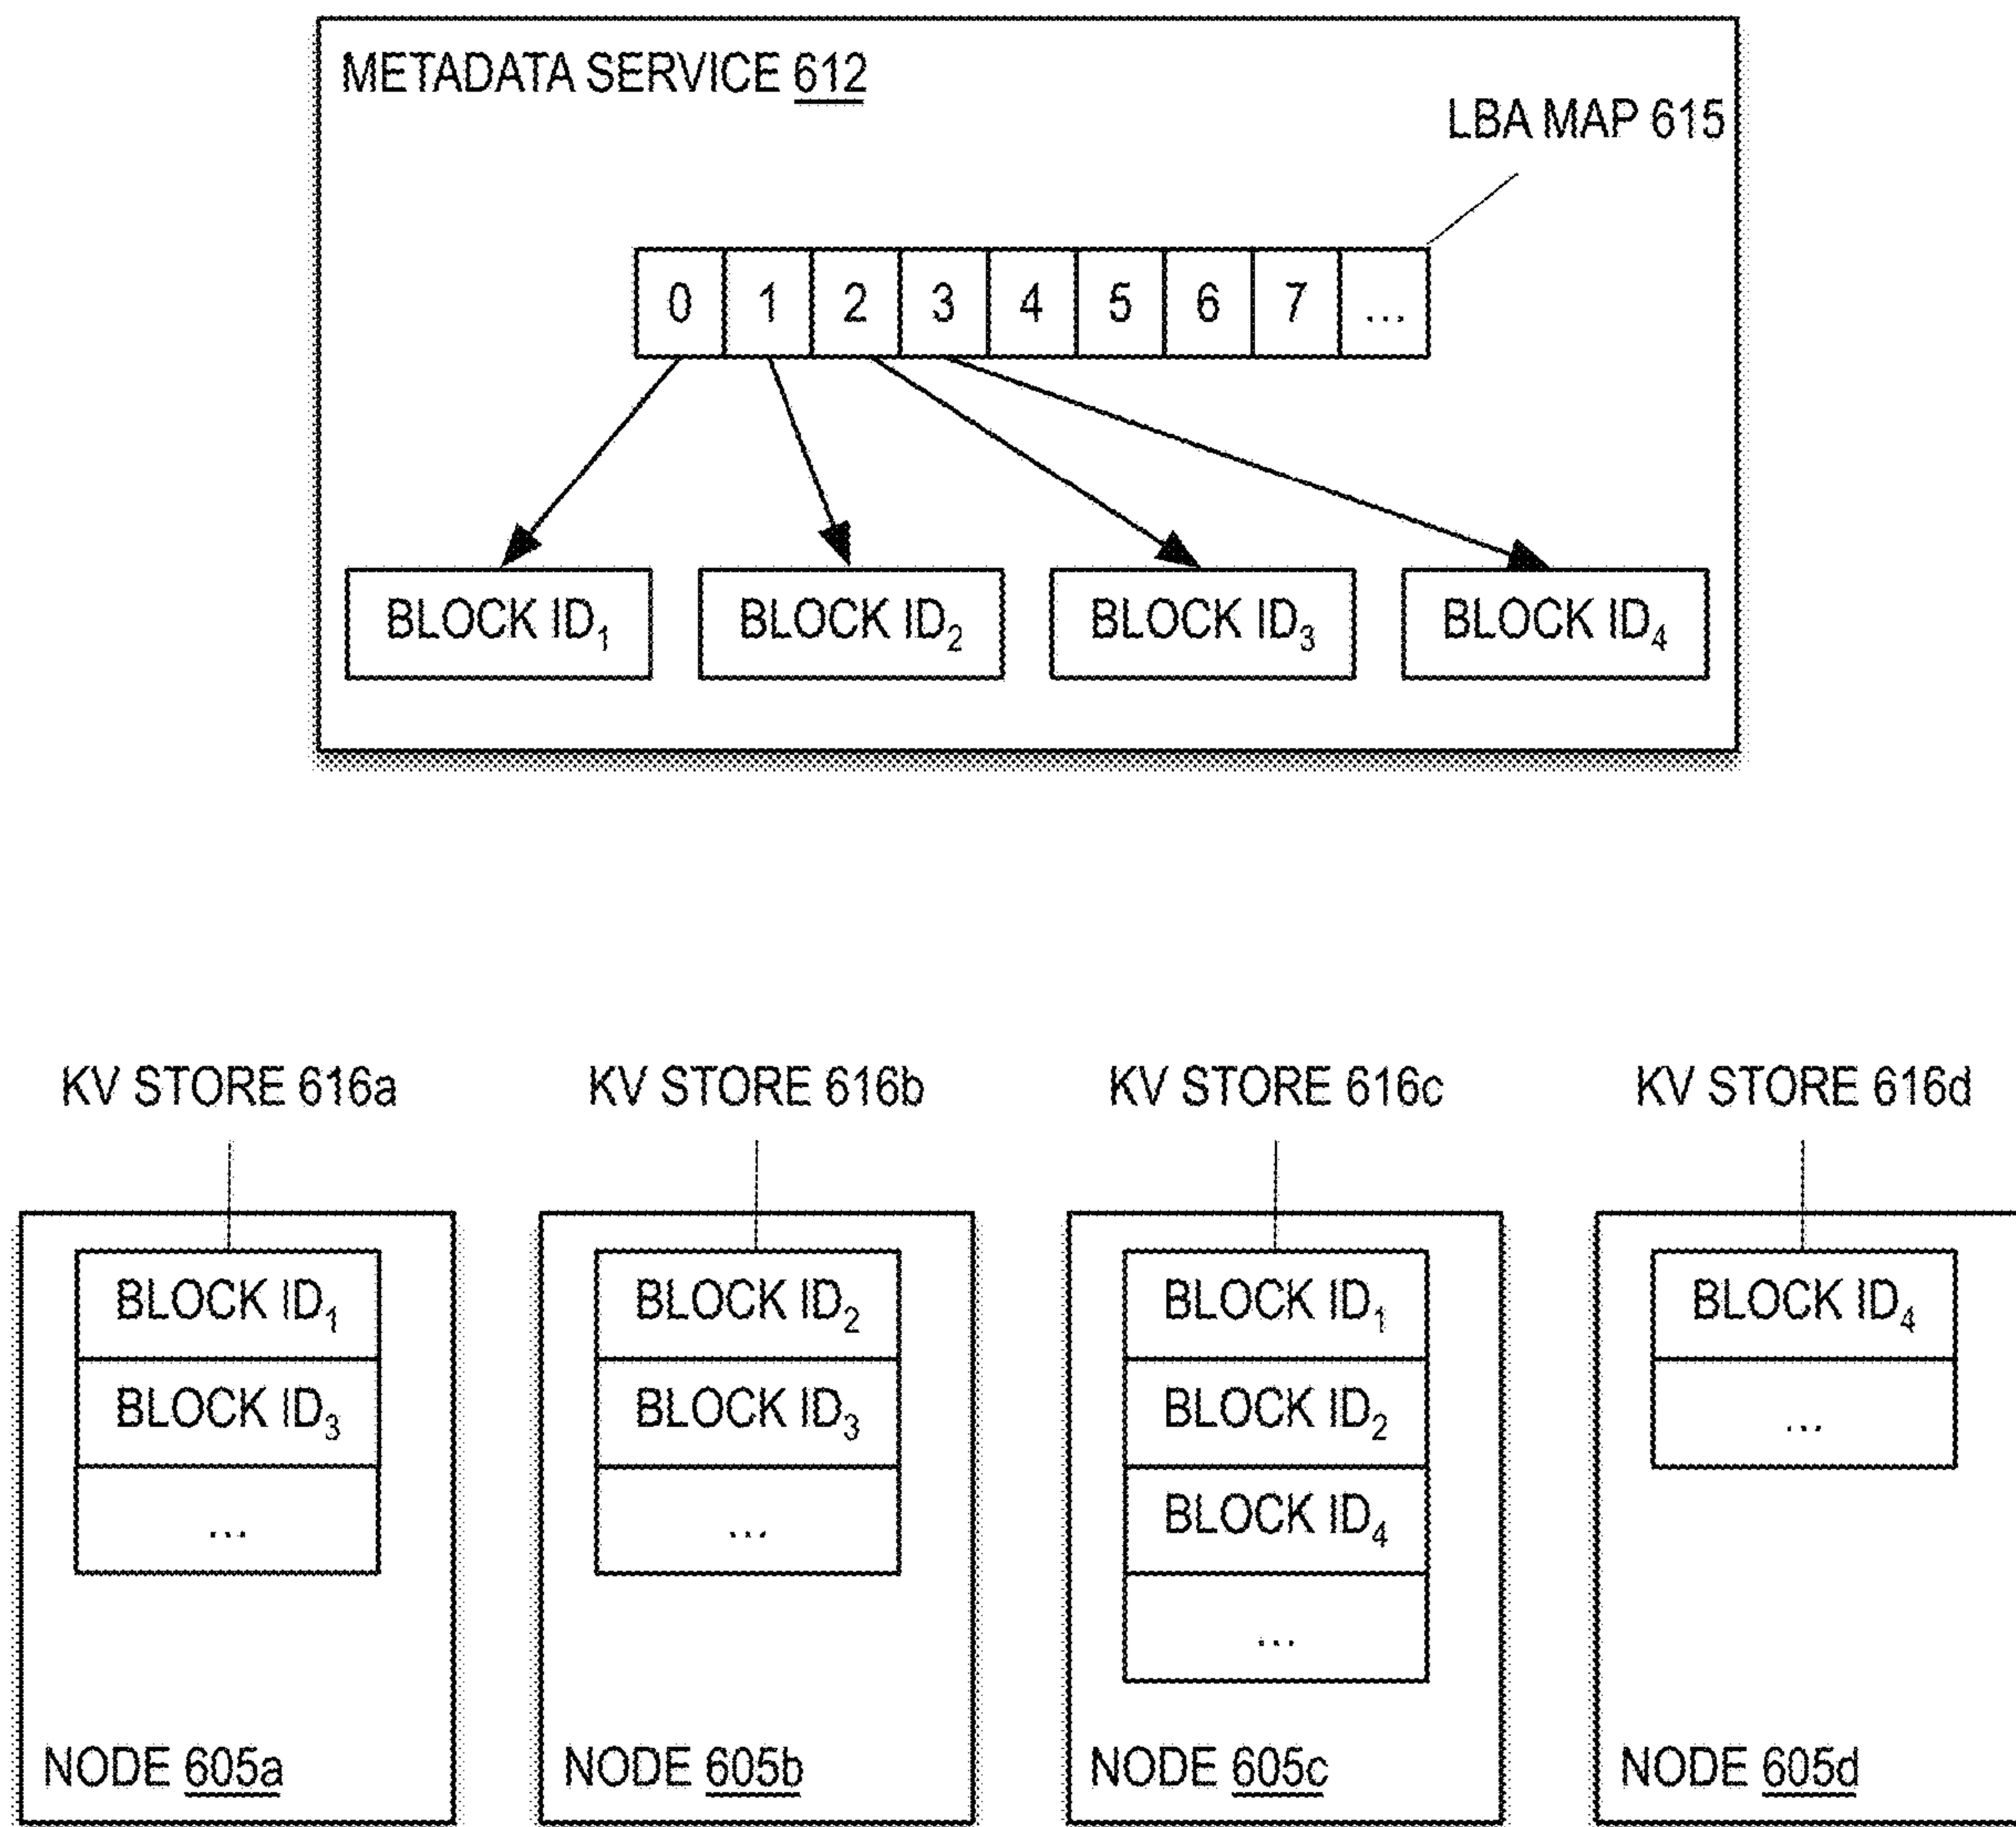 METADATA SERVICE 612
LBA MAP 615
0 1 2 3 4 5 6 7 ...
BLOCK ID₁ BLOCK ID₂ BLOCK ID₃ BLOCK ID₄
KV STORE 616a KV STORE 616b KV STORE 616c KV STORE 616d
BLOCK ID₁
BLOCK ID₃
...
NODE 605a
BLOCK ID₂
BLOCK ID₃
...
NODE 605b
BLOCK ID₁
BLOCK ID₂
BLOCK ID₄
...
NODE 605c
BLOCK ID₄
...
NODE 605d